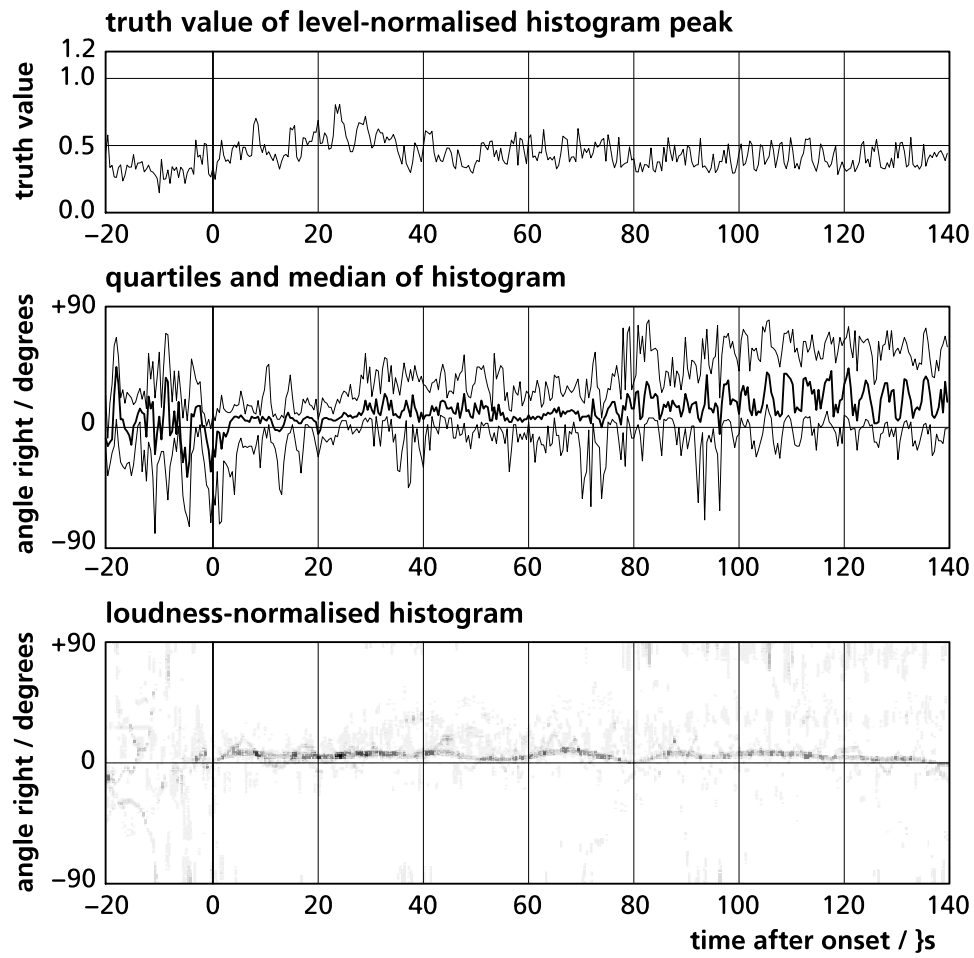 truth value of level-normalised histogram peak
truth value
1.2
1.0
0.5
0.0
−20 0 20 40 60 80 100 120 140
quartiles and median of histogram
angle right / degrees
+90
0
−90
−20 0 20 40 60 80 100 120 140
loudness-normalised histogram
angle right / degrees
+90
0
−90
−20 0 20 40 60 80 100 120 140
time after onset / }s